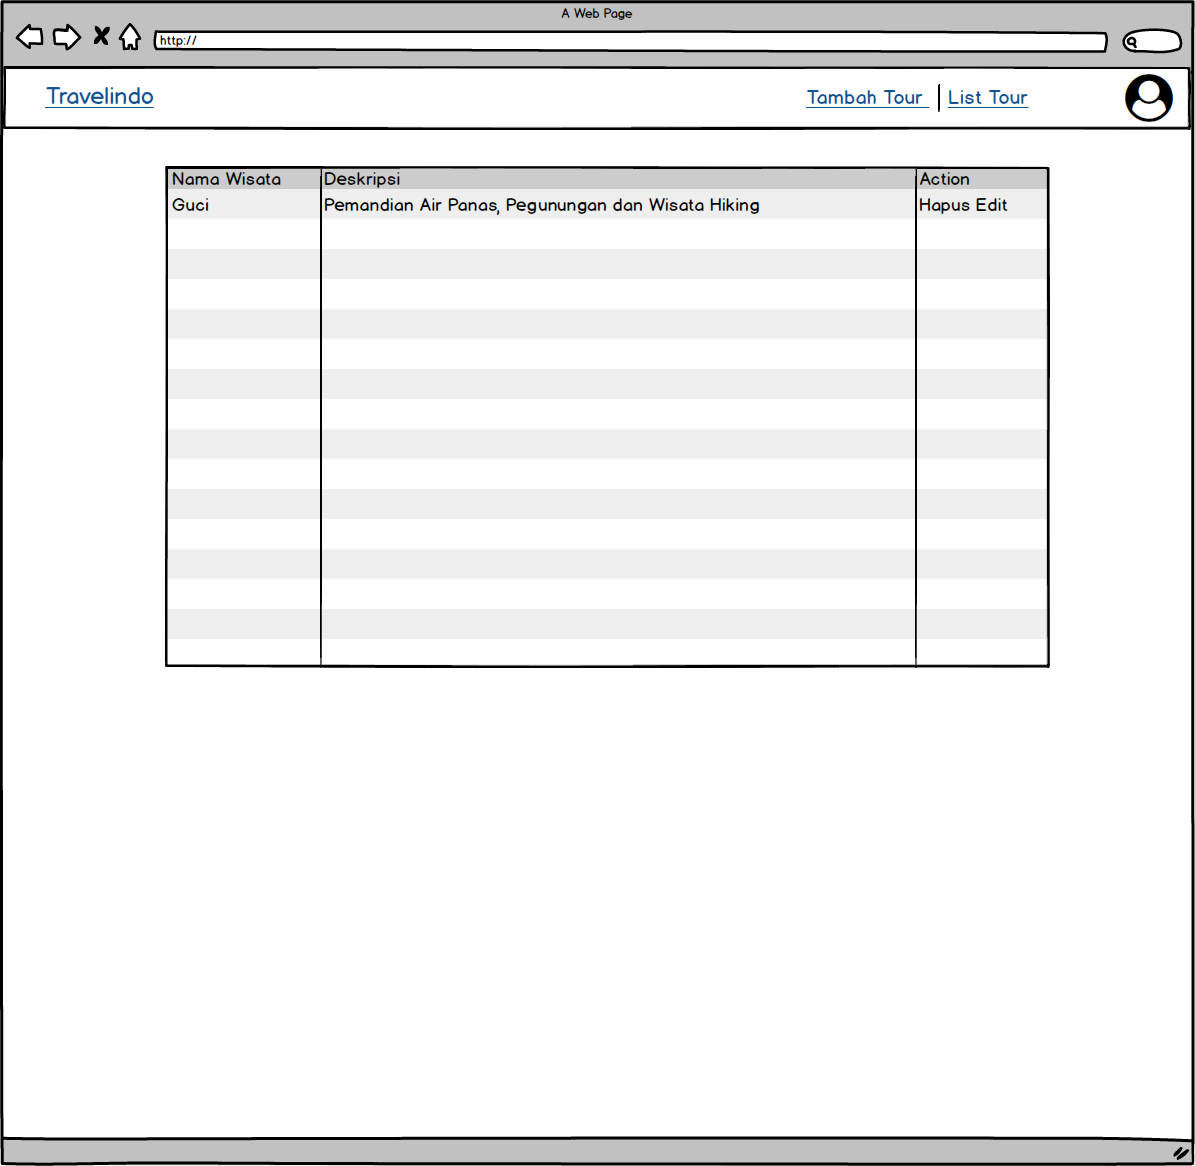 A Web Page
http://
Travelindo
Tambah Tour
List Tour
Nama Wisata Deskripsi Action
Guci Pemandian Air Panas, Pegunungan dan Wisata Hiking Hapus Edit